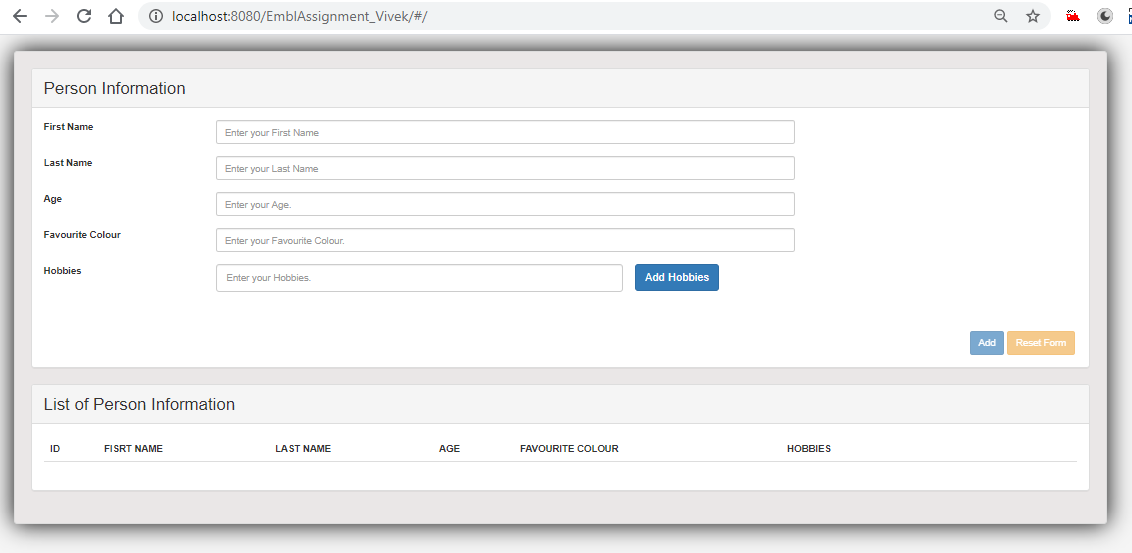 localhost:8080/EmblAssignment_Vivek/#/
Person Information
First Name Enter your First Name
Last Name Enter your Last Name
Age Enter your Age.
Favourite Colour Enter your Favourite Colour.
Hobbies Enter your Hobbies. Add Hobbies
Add Reset Form
List of Person Information
ID FISRT NAME LAST NAME AGE FAVOURITE COLOUR HOBBIES